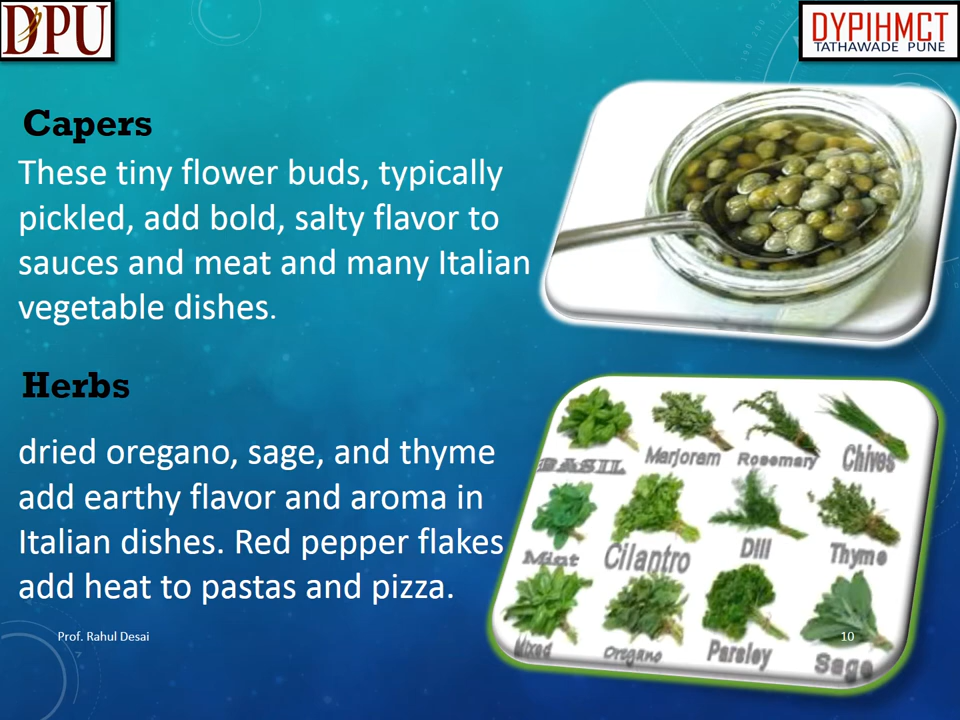 DPU
DYPIHMCT
TATHAWADE PUNE
Capers
These tiny flower buds, typically
pickled, add bold, salty flavor to
sauces and meat and many Italian
vegetable dishes.
Herbs
dried oregano, sage, and thyme
add earthy flavor and aroma in
Italian dishes. Red pepper flakes
add heat to pastas and pizza.
BASIL Marjoram Rosemary Chives
Mint Cilantro Dill Thyme
Mixed Oregano Parsley Sage
Prof. Rahul Desai
10